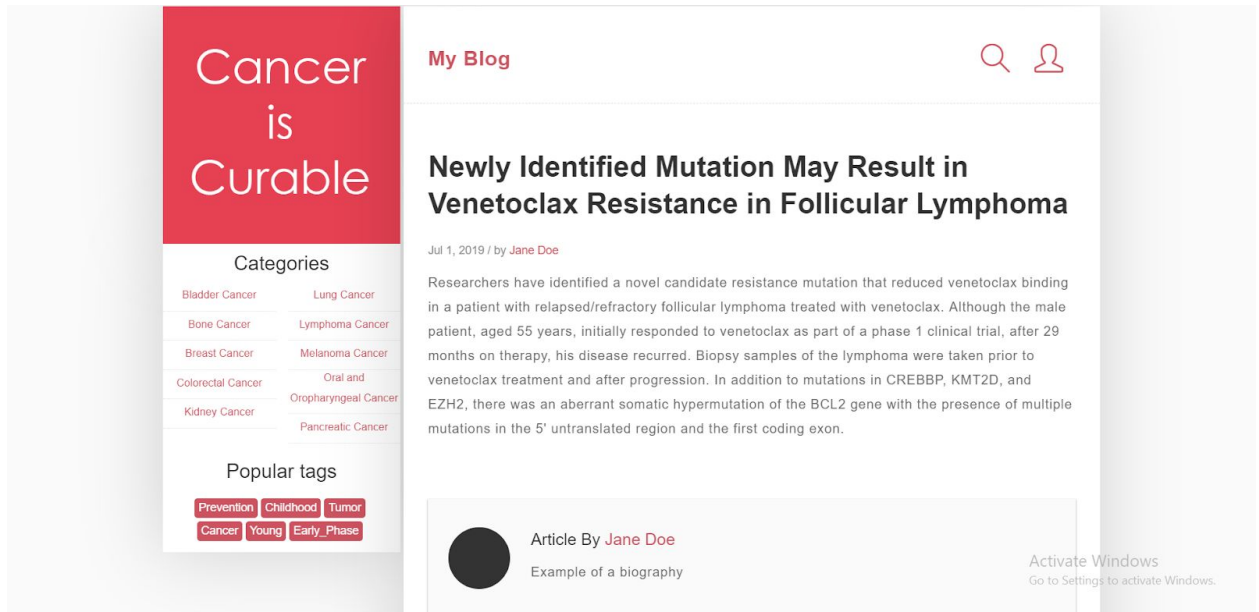 Cancer
is
Curable
Categories
Bladder Cancer
Bone Cancer
Breast Cancer
Colorectal Cancer
Kidney Cancer
Lung Cancer
Lymphoma Cancer
Melanoma Cancer
Oral and
Oropharyngeal Cancer
Pancreatic Cancer
Popular tags
Prevention Childhood Tumor
Cancer Young Early_Phase
My Blog
Newly Identified Mutation May Result in
Venetoclax Resistance in Follicular Lymphoma
Jul 1, 2019 / by Jane Doe
Researchers have identified a novel candidate resistance mutation that reduced venetoclax binding
in a patient with relapsed/refractory follicular lymphoma treated with venetoclax. Although the male
patient, aged 55 years, initially responded to venetoclax as part of a phase 1 clinical trial, after 29
months on therapy, his disease recurred. Biopsy samples of the lymphoma were taken prior to
venetoclax treatment and after progression. In addition to mutations in CREBBP, KMT2D, and
EZH2, there was an aberrant somatic hypermutation of the BCL2 gene with the presence of multiple
mutations in the 5' untranslated region and the first coding exon.
Article By Jane Doe
Example of a biography
Activate Windows
Go to Settings to activate Windows.